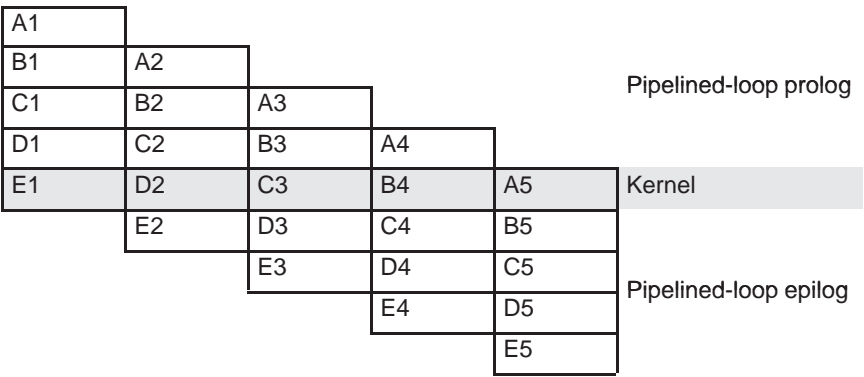 A1
B1 A2
Pipelined-loop prolog
C1 B2 A3
D1 C2 B3 A4
E1 D2 C3 B4 A5 Kernel
E2 D3 C4 B5
E3 D4 C5
Pipelined-loop epilog
E4 D5
E5